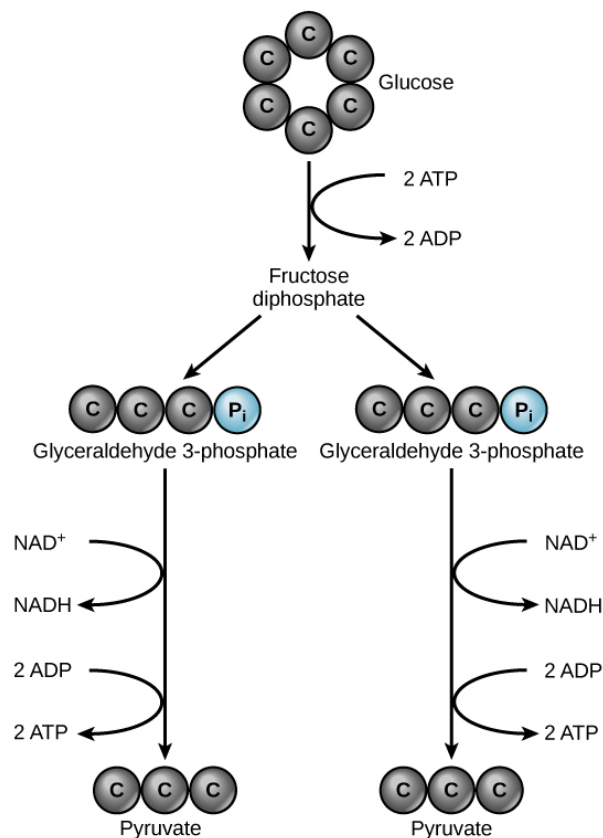 C
C
C
C
C
C
Glucose
2 ATP
2 ADP
Fructose
diphosphate
C C C Pi
C C C Pi
Glyceraldehyde 3-phosphate
Glyceraldehyde 3-phosphate
NAD+
NAD+
NADH
NADH
2 ADP
2 ADP
2 ATP
2 ATP
C C C
C C C
Pyruvate
Pyruvate